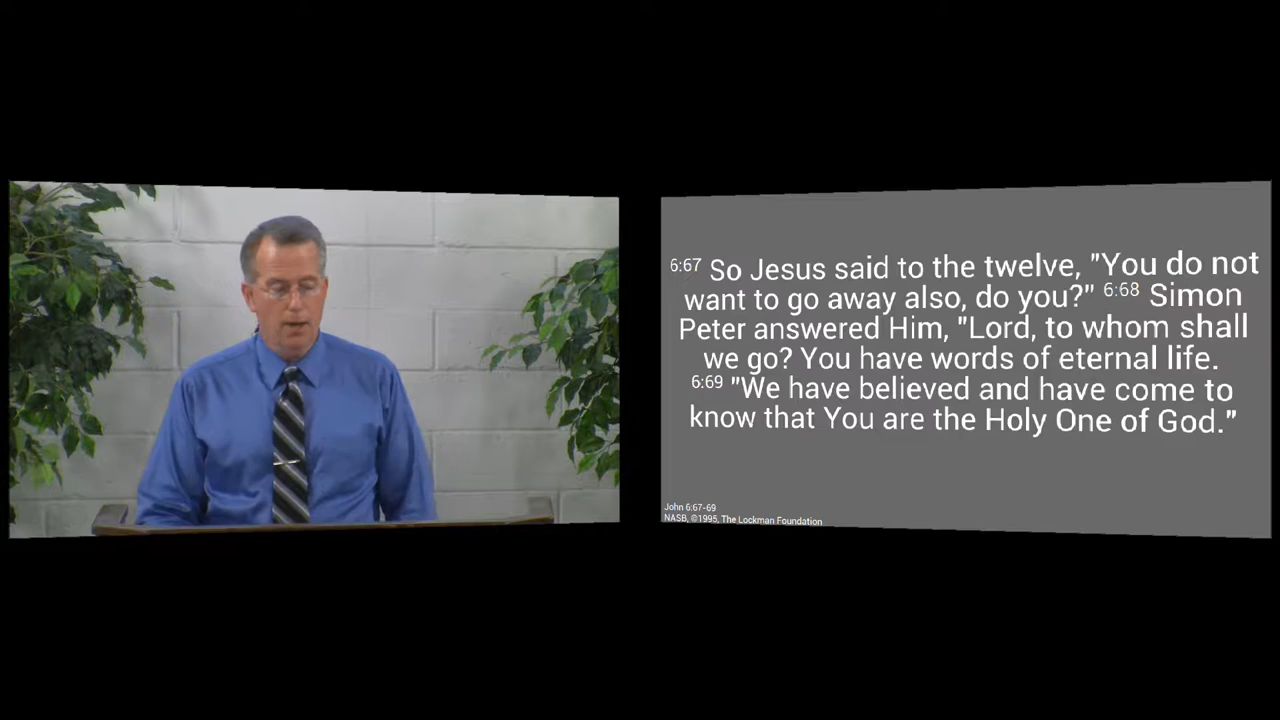 6:67 So Jesus said to the twelve, "You do not
want to go away also, do you?" 6:68 Simon
Peter answered Him, "Lord, to whom shall
we go? You have words of eternal life.
6:69 "We have believed and have come to
know that You are the Holy One of God."
John 6:67-69
NASB, ©1995, The Lockman Foundation